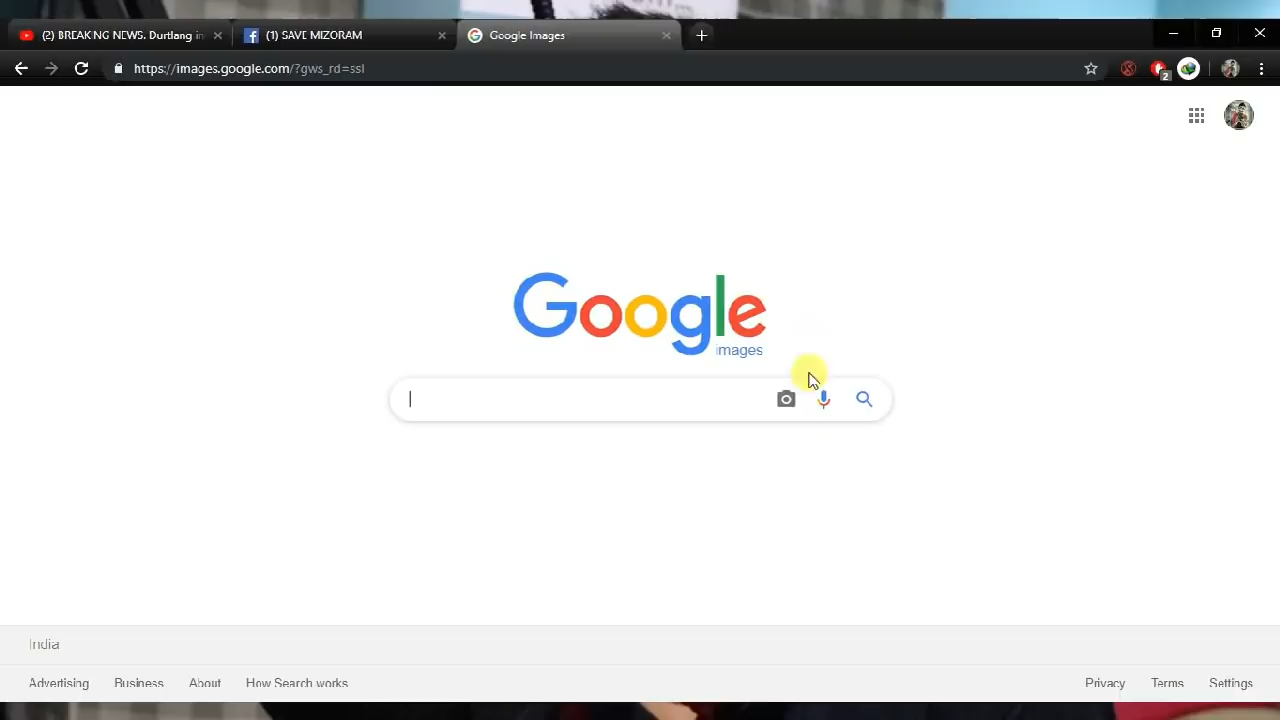 (2) BREAKING NEWS. Durtlang in
(1) SAVE MIZORAM
Google Images
https://images.google.com/?gws_rd=ssl
2
Google
images
India
Advertising
Business
About
How Search works
Privacy
Terms
Settings